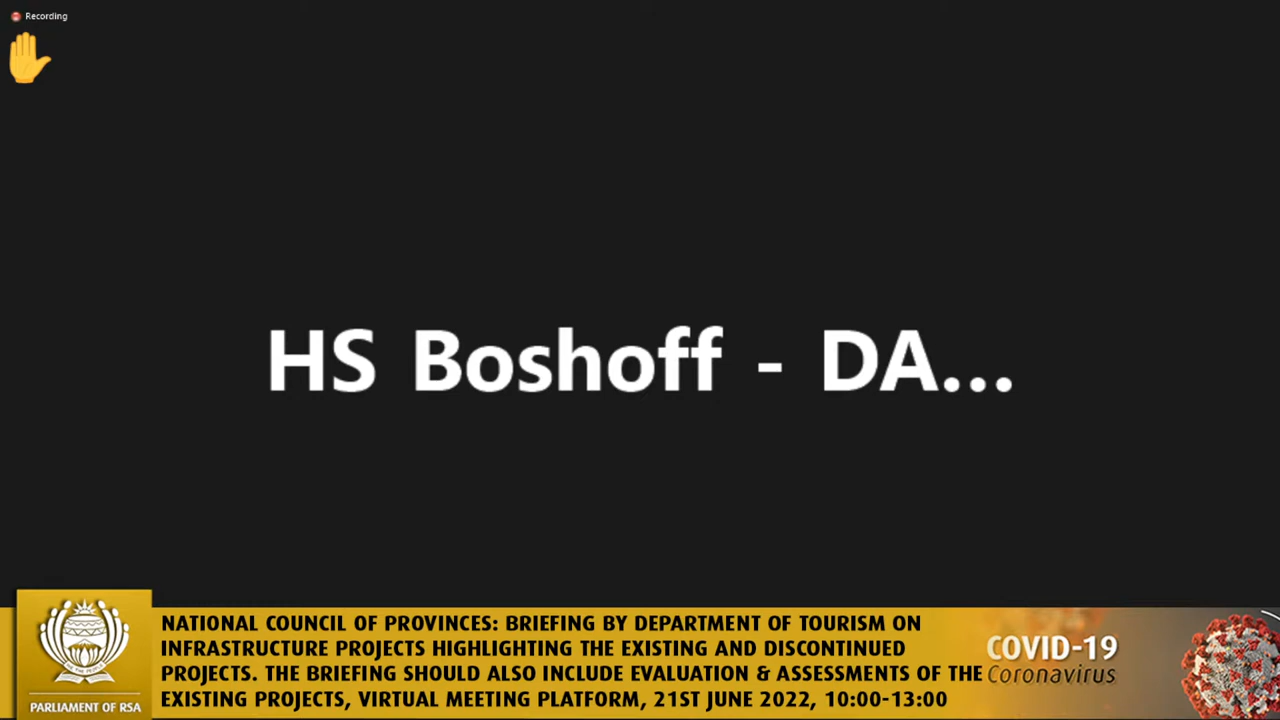 Recording
HS Boshoff - DA...
NATIONAL COUNCIL OF PROVINCES: BRIEFING BY DEPARTMENT OF TOURISM ON
INFRASTRUCTURE PROJECTS HIGHLIGHTING THE EXISTING AND DISCONTINUED
PROJECTS. THE BRIEFING SHOULD ALSO INCLUDE EVALUATION & ASSESSMENTS OF THE
EXISTING PROJECTS, VIRTUAL MEETING PLATFORM, 21ST JUNE 2022, 10:00-13:00
PARLIAMENT OF RSA
COVID-19
Coronavirus